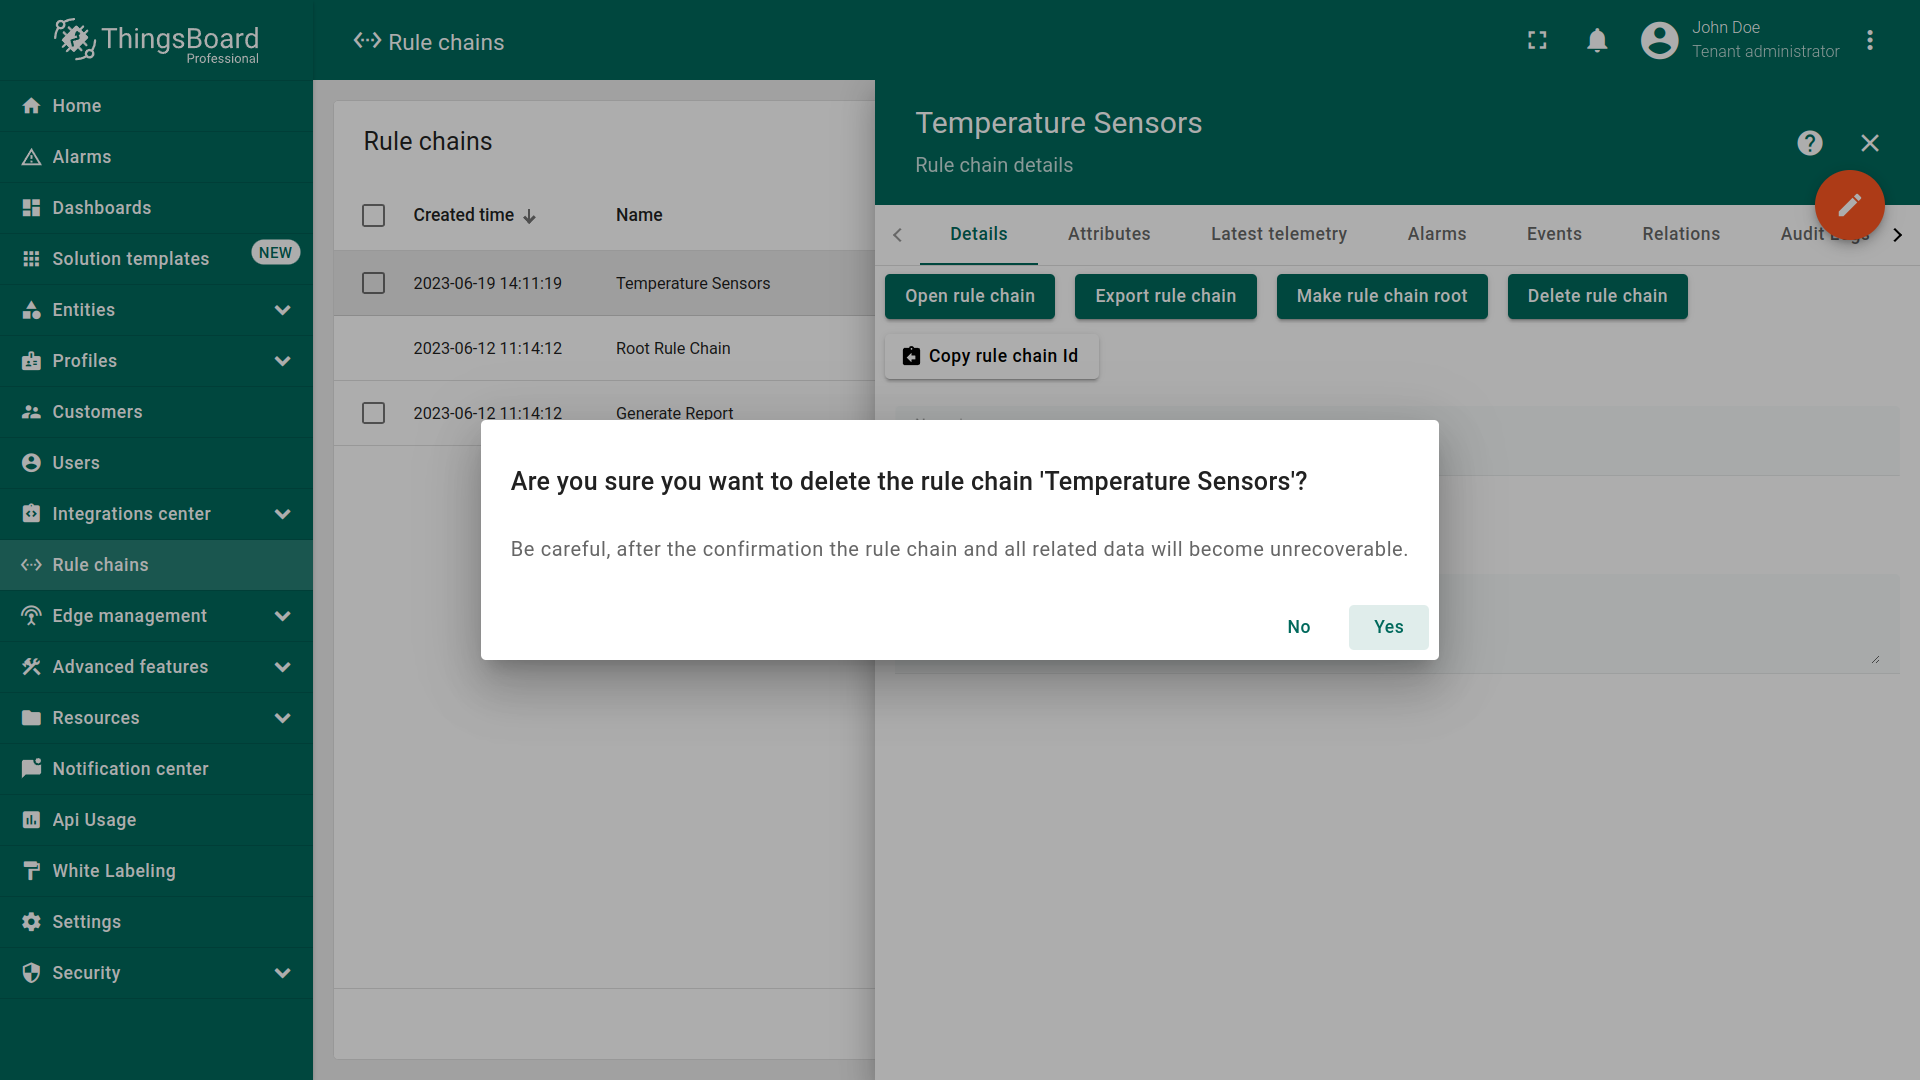 ThingsBoard
Professional
Rule chains
John Doe
Tenant administrator
Home
Alarms
Dashboards
Solution templates
NEW
Entities
Profiles
Customers
Users
Integrations center
Rule chains
Edge management
Advanced features
Resources
Notification center
Api Usage
White Labeling
Settings
Security
Rule chains
Created time
Name
2023-06-19 14:11:19
Temperature Sensors
2023-06-12 11:14:12
Root Rule Chain
2023-06-12 11:14:12
Generate Report
Temperature Sensors
Rule chain details
Details
Attributes
Latest telemetry
Alarms
Events
Relations
Audit Logs
Open rule chain
Export rule chain
Make rule chain root
Delete rule chain
Copy rule chain Id
Are you sure you want to delete the rule chain 'Temperature Sensors'?
Be careful, after the confirmation the rule chain and all related data will become unrecoverable.
No
Yes